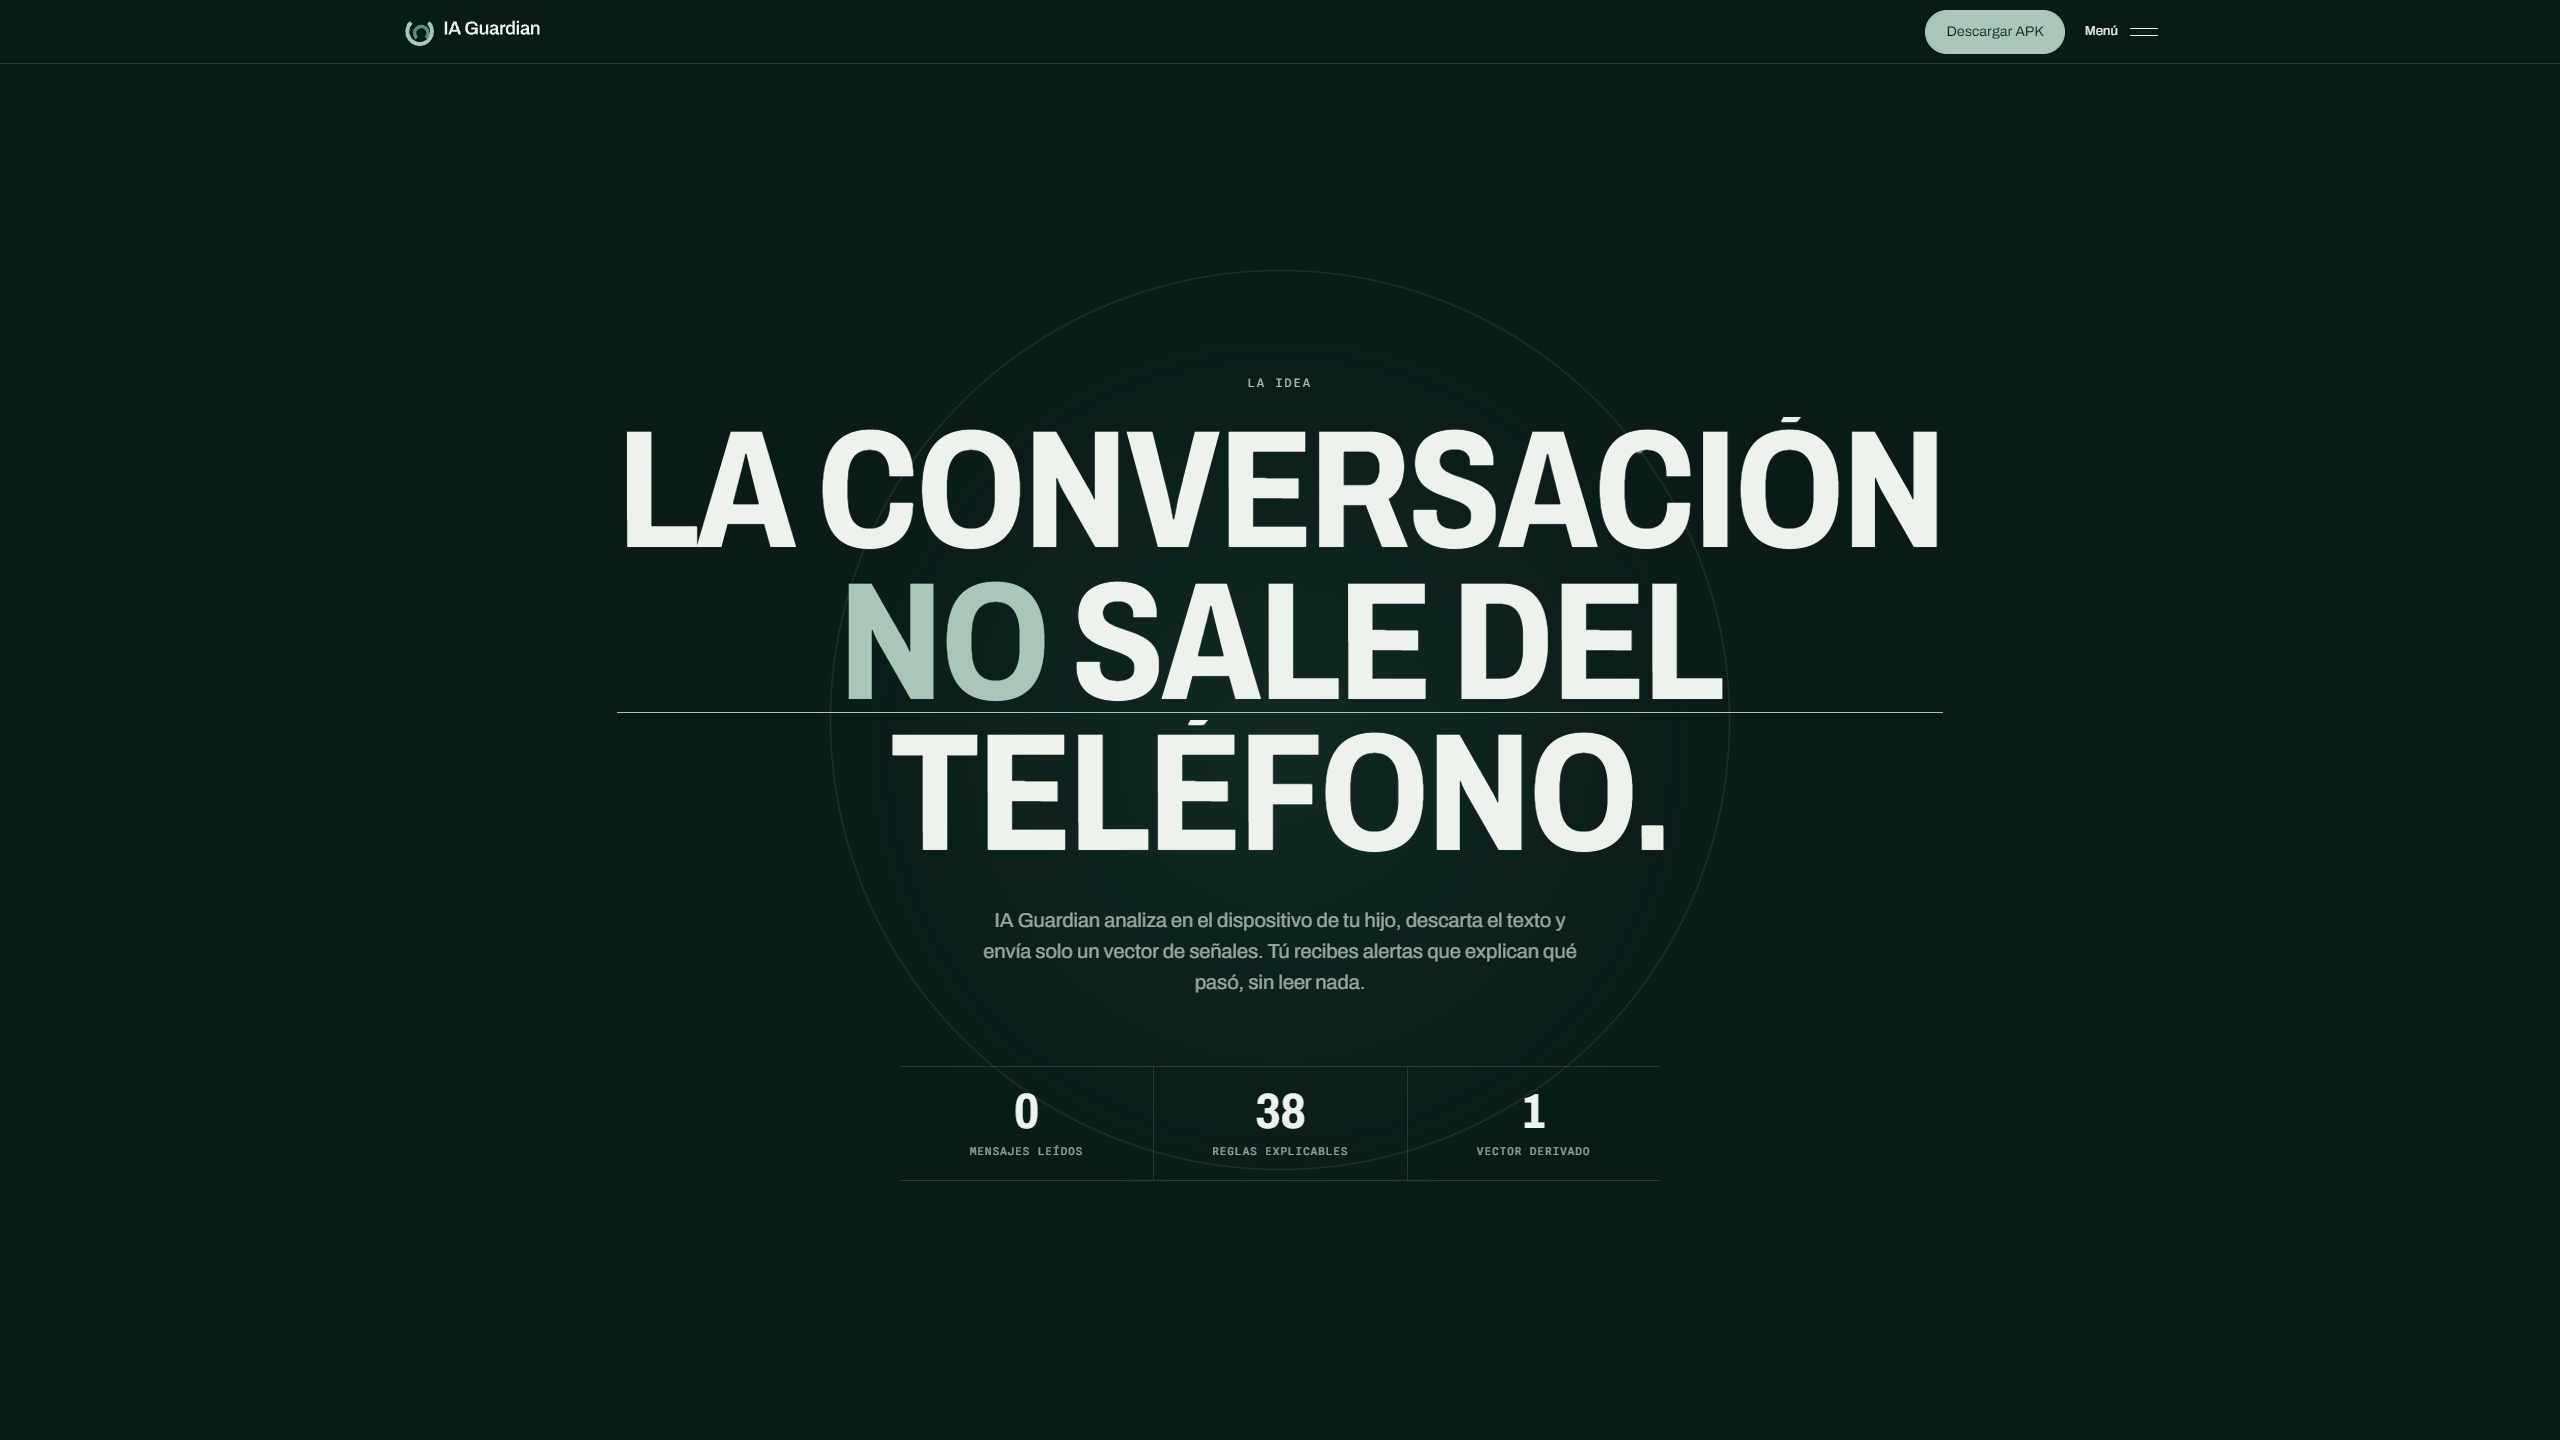 IA Guardian
Descargar APK
Menú
LA IDEA
LA CONVERSACIÓN
NO SALE DEL
TELÉFONO.
IA Guardian analiza en el dispositivo de tu hijo, descarta el texto y
envía solo un vector de señales. Tú recibes alertas que explican qué
pasó, sin leer nada.
0
MENSAJES LEÍDOS
38
REGLAS EXPLICABLES
1
VECTOR DERIVADO